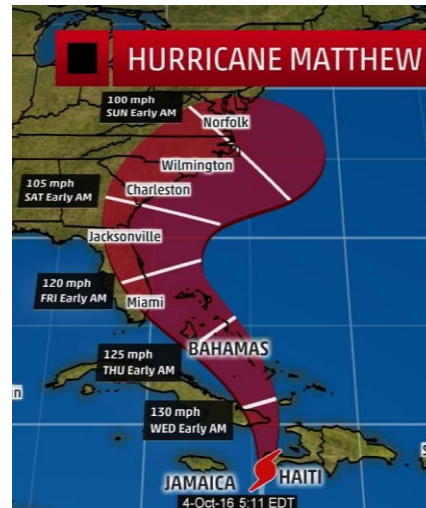 HURRICANE MATTHEW
100 mph
SUN Early AM
Norfolk
Wilmington
105 mph
SAT Early AM
Charleston
Jacksonville
120 mph
FRI Early AM
Miami
BAHAMAS
125 mph
THU Early AM
130 mph
WED Early AM
JAMAICA
HAITI
4-Oct-16 5:11 EDT